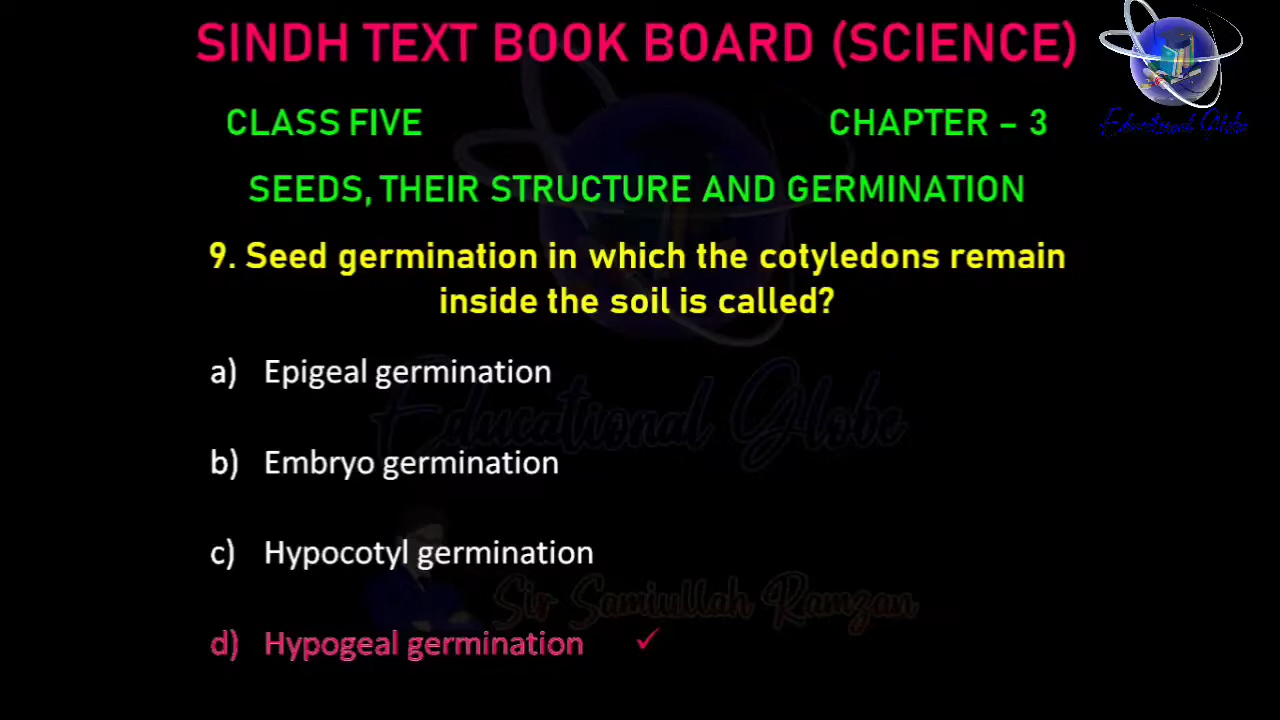 SINDH TEXT BOOK BOARD (SCIENCE)
CLASS FIVE
CHAPTER – 3
Educational Globe
SEEDS, THEIR STRUCTURE AND GERMINATION
9. Seed germination in which the cotyledons remain
inside the soil is called?
a) Epigeal germination
Educational Globe
b) Embryo germination
c) Hypocotyl germination
Sir Samiullah Ramzan
d) Hypogeal germination ✓